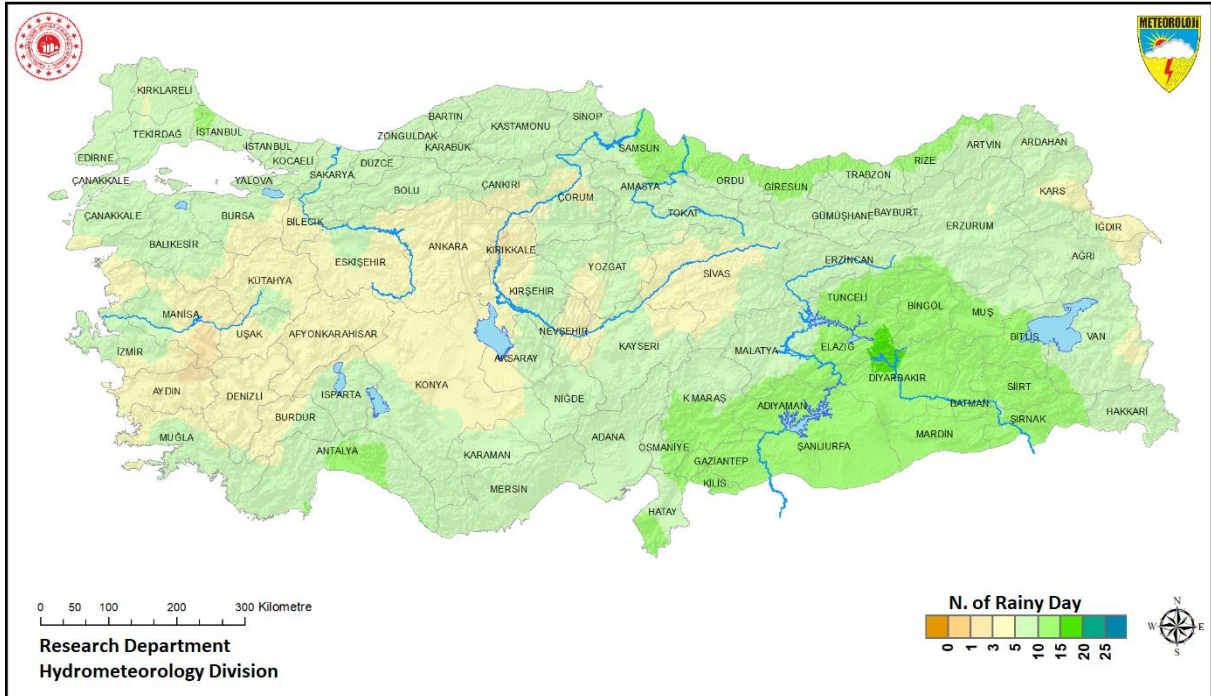 METEOROLOJİ
KIRKLARELİ
TEKİRDAĞ
İSTANBUL
EDİRNE
ÇANAKKALE
İSTANBUL
KOCAELİ
YALOVA
SAKARYA
DÜZCE
ZONGULDAK
BARTIN
KARABÜK
KASTAMONU
SİNOP
SAMSUN
BOLU
ÇANKIRI
ÇORUM
AMASYA
ORDU
GİRESUN
TRABZON
RİZE
ARTVİN
ARDAHAN
KARS
IĞDIR
ÇANAKKALE
BURSA
BİLECİK
BALIKESİR
ESKİŞEHİR
ANKARA
KIRIKKALE
TOKAT
GÜMÜŞHANE
BAYBURT
ERZURUM
AĞRI
KÜTAHYA
YOZGAT
SİVAS
ERZİNCAN
KIRŞEHİR
TUNCELİ
BİNGÖL
MUŞ
MANİSA
UŞAK
AFYONKARAHİSAR
NEVŞEHİR
AKSARAY
KAYSERİ
MALATYA
ELAZIĞ
BİTLİS
VAN
İZMİR
AYDIN
DENİZLİ
ISPARTA
KONYA
NİĞDE
K.MARAŞ
ADIYAMAN
DİYARBAKIR
BATMAN
SİİRT
ŞIRNAK
HAKKARİ
BURDUR
MUĞLA
ANTALYA
KARAMAN
MERSİN
ADANA
OSMANİYE
GAZİANTEP
KİLİS
ŞANLIURFA
MARDİN
HATAY
0 50 100 200 300 Kilometre
Research Department
Hydrometeorology Division
N. of Rainy Day
0 1 3 5 10 15 20 25
N
W E
S